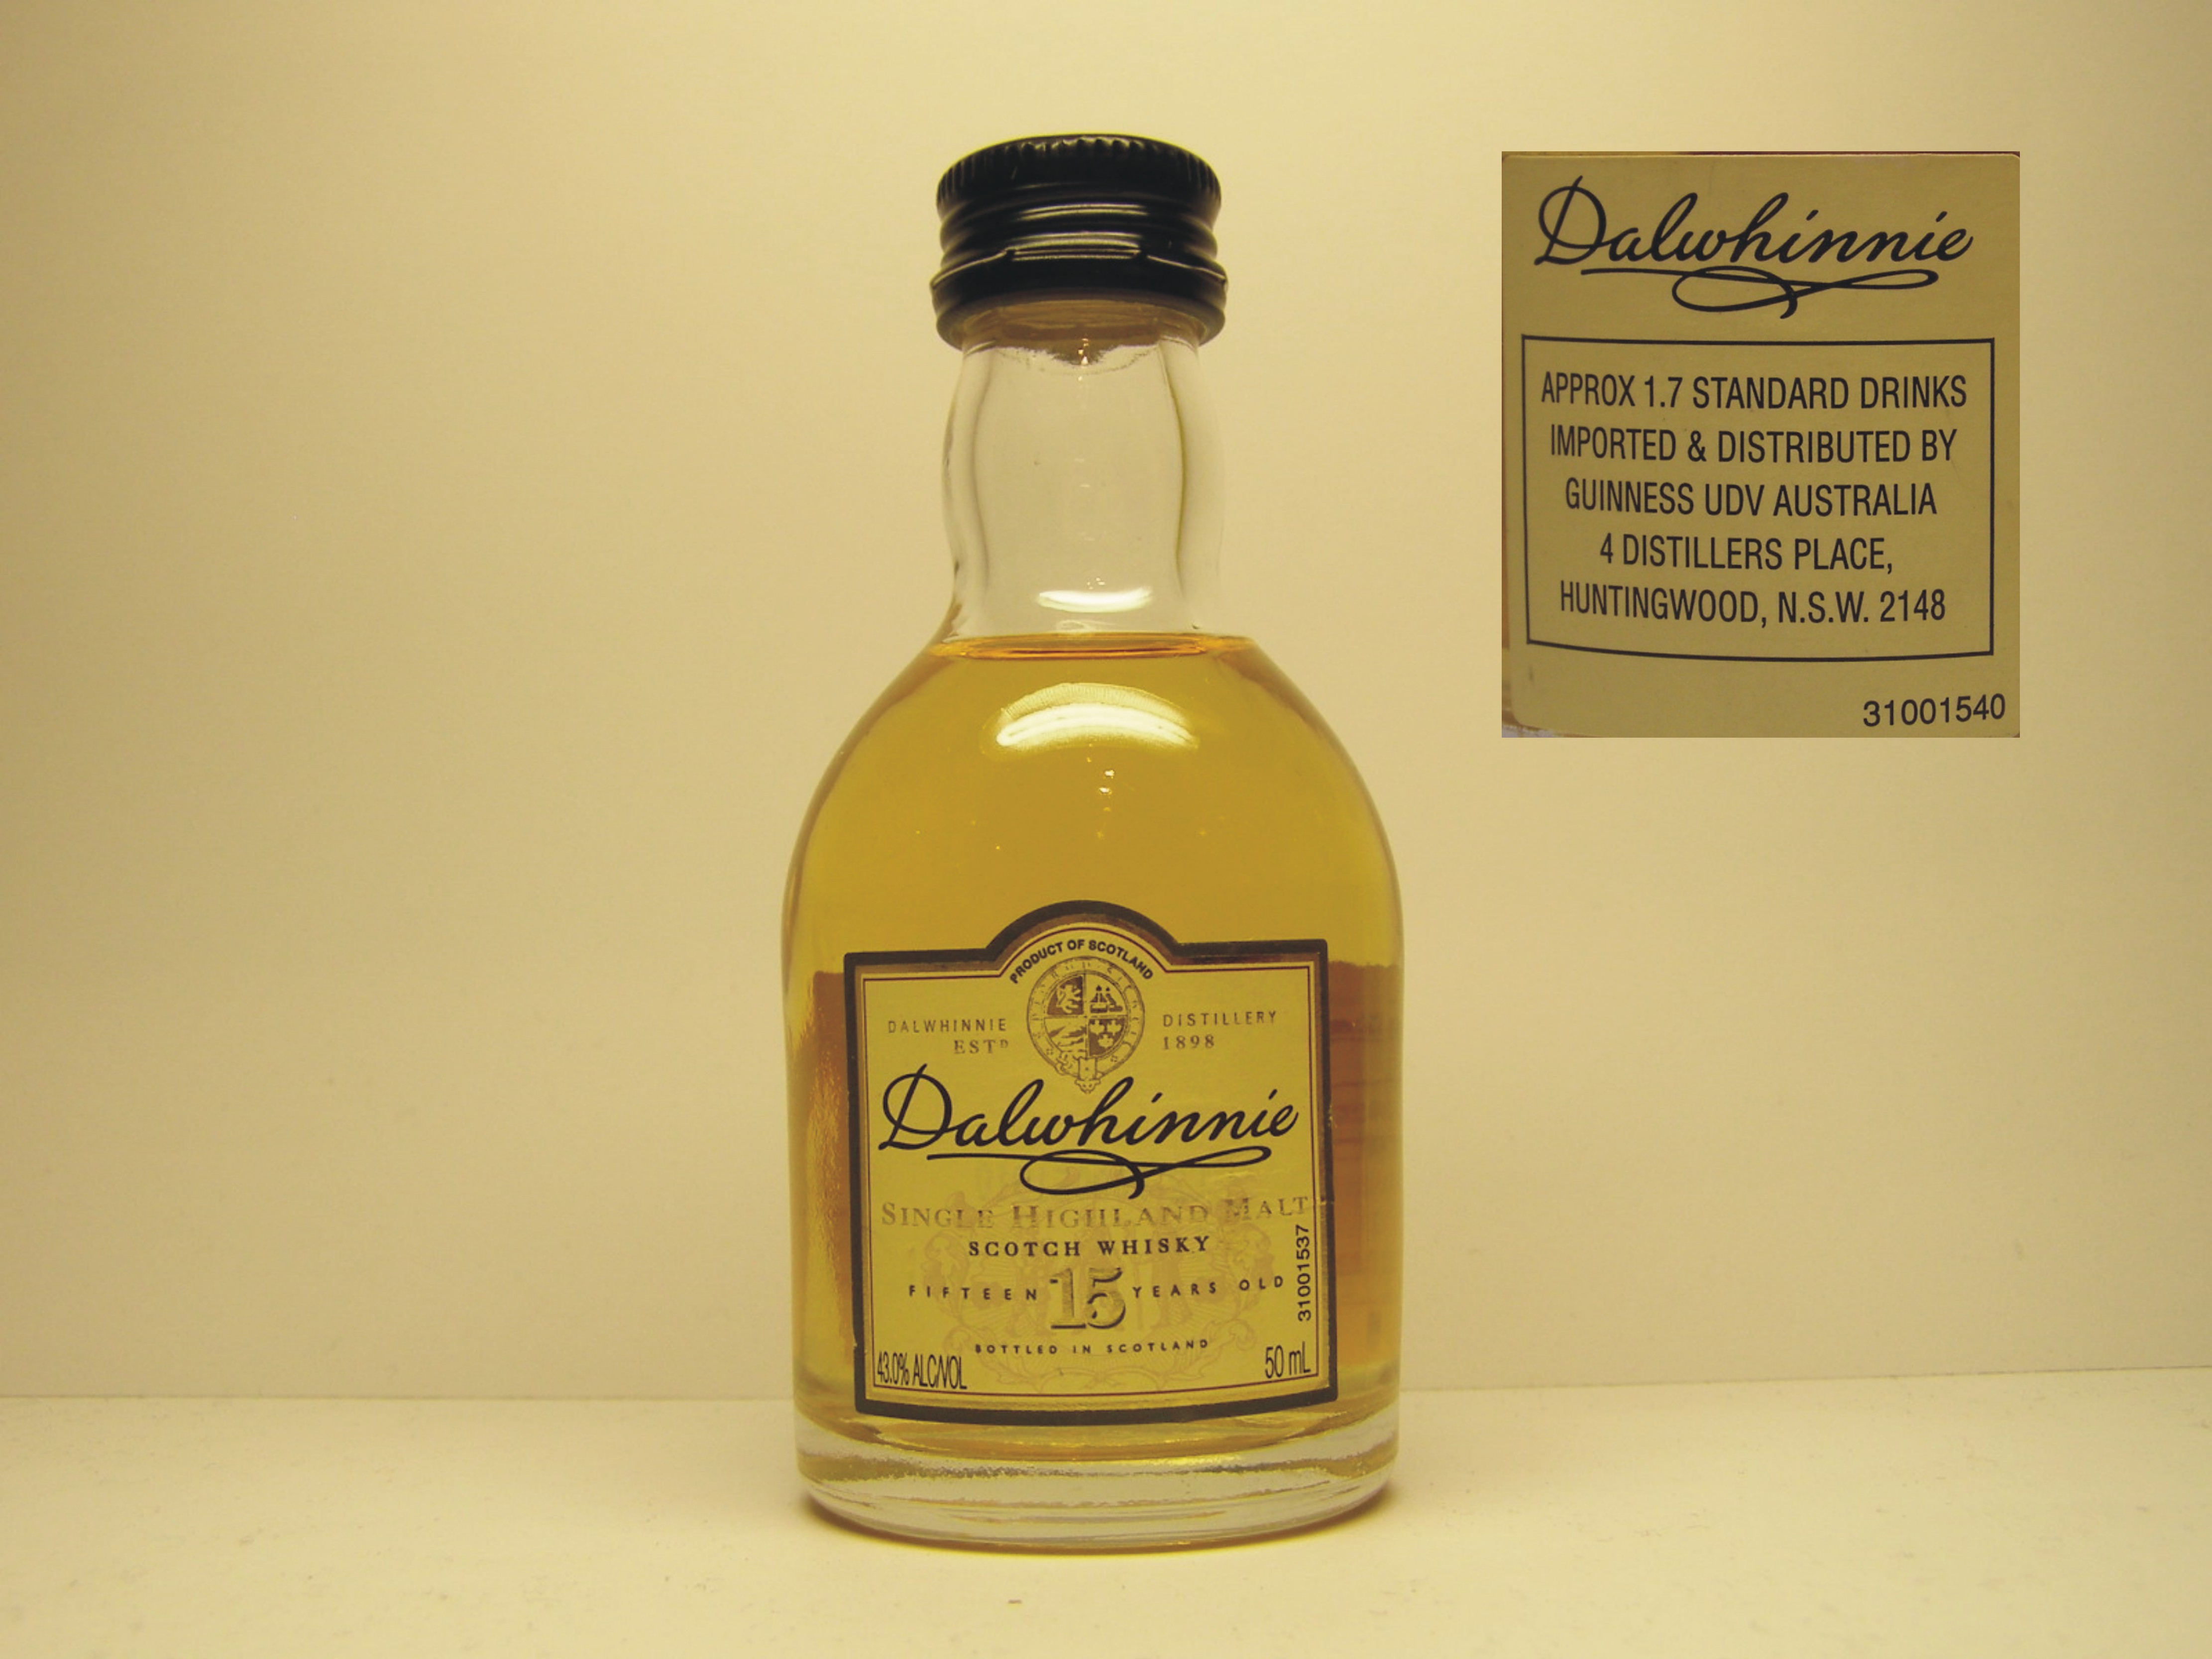 PRODUCT OF SCOTLAND
DALWHINNIE DISTILLERY
ESTD 1898
Dalwhinnie
SINGLE HIGHLAND MALT
SCOTCH WHISKY
FIFTEEN 15 YEARS OLD
31001537
BOTTLED IN SCOTLAND
43.0% ALC/VOL 50 mL
Dalwhinnie
APPROX 1.7 STANDARD DRINKS
IMPORTED & DISTRIBUTED BY
GUINNESS UDV AUSTRALIA
4 DISTILLERS PLACE,
HUNTINGWOOD, N.S.W. 2148
31001540